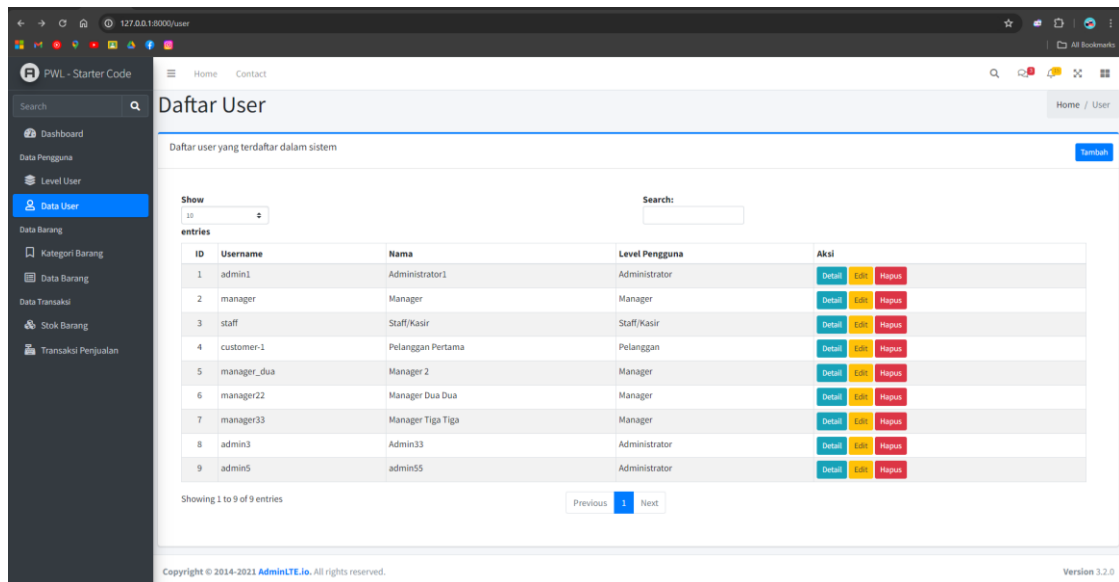 127.0.0.1:8000/user
All Bookmarks
PWL - Starter Code
Home Contact
Search
Daftar User
Home / User
Dashboard
Data Pengguna
Level User
Data User
Data Barang
Kategori Barang
Data Barang
Data Transaksi
Stok Barang
Transaksi Penjualan
Daftar user yang terdaftar dalam sistem
Tambah
Show
10
entries
Search:
ID Username Nama Level Pengguna Aksi
1 admin1 Administrator1 Administrator Detail Edit Hapus
2 manager Manager Manager Detail Edit Hapus
3 staff Staff/Kasir Staff/Kasir Detail Edit Hapus
4 customer-1 Pelanggan Pertama Pelanggan Detail Edit Hapus
5 manager_dua Manager 2 Manager Detail Edit Hapus
6 manager22 Manager Dua Dua Manager Detail Edit Hapus
7 manager33 Manager Tiga Tiga Manager Detail Edit Hapus
8 admin3 Admin33 Administrator Detail Edit Hapus
9 admin5 admin55 Administrator Detail Edit Hapus
Showing 1 to 9 of 9 entries
Previous 1 Next
Copyright © 2014-2021 AdminLTE.io. All rights reserved.
Version 3.2.0